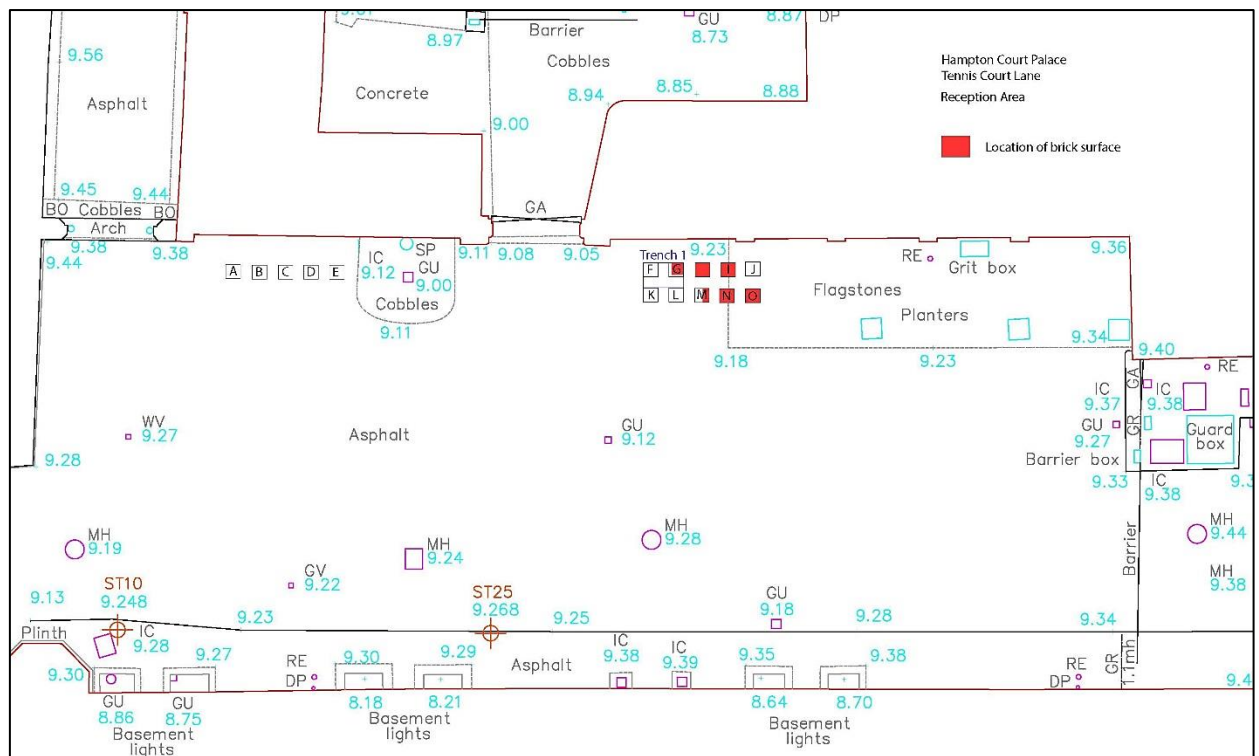 8.97
Barrier
GU
8.73
8.87
DP
Cobbles
Hampton Court Palace
Tennis Court Lane
Reception Area
Location of brick surface
9.56
Asphalt
Concrete
8.94
8.85
8.88
9.00
9.45
9.44
BO Cobbles BO
Arch
GA
9.38
9.38
9.44
9.11
9.08
9.05
9.23
9.36
A B C D E
IC
9.12
SP
GU
9.00
Cobbles
9.11
Trench 1
F G I J
K L M N O
RE
Grit box
Flagstones
Planters
9.34
9.18
9.23
9.40
GA
RE
IC
9.37
IC
9.38
GU
9.27
GR
Guard
box
Barrier box
9.33
IC
9.38
WV
9.27
Asphalt
GU
9.12
9.28
MH
9.19
MH
9.24
MH
9.28
Barrier
MH
9.44
MH
9.38
GV
9.22
ST10
9.248
ST25
9.268
GU
9.18
9.13
9.23
9.25
9.28
9.34
Plinth
IC
9.28
9.30
9.27
RE
DP
9.30
9.29
Asphalt
IC
9.38
IC
9.39
9.35
9.38
RE
DP
GR
1.1mh
GU
8.86
GU
8.75
Basement
lights
8.18
8.21
Basement
lights
8.64
8.70
Basement
lights